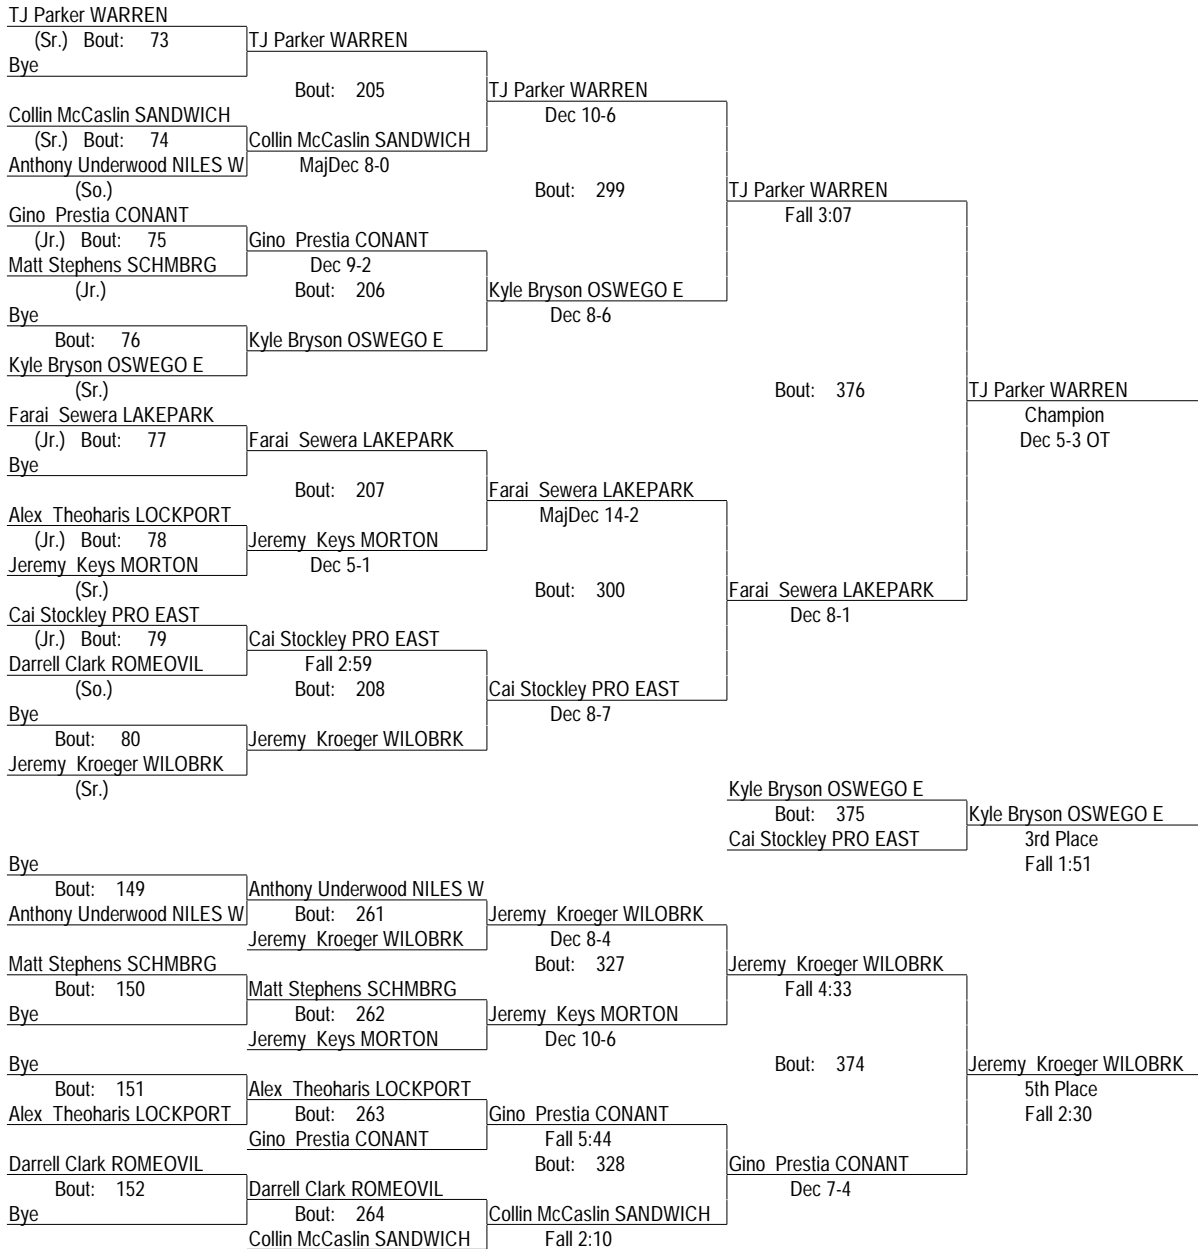 TJ Parker WARREN
(Sr.) Bout: 73 TJ Parker WARREN
Bye
Bout: 205 TJ Parker WARREN
Collin McCaslin SANDWICH Dec 10-6
(Sr.) Bout: 74 Collin McCaslin SANDWICH
Anthony Underwood NILES W MajDec 8-0
(So.) Bout: 299 TJ Parker WARREN
Gino Prestia CONANT Fall 3:07
(Jr.) Bout: 75 Gino Prestia CONANT
Matt Stephens SCHMBRG Dec 9-2
(Jr.) Bout: 206 Kyle Bryson OSWEGO E
Bye Dec 8-6
Bout: 76 Kyle Bryson OSWEGO E
Kyle Bryson OSWEGO E
(Sr.) Bout: 376 TJ Parker WARREN
Farai Sewera LAKEPARK Champion
(Jr.) Bout: 77 Farai Sewera LAKEPARK Dec 5-3 OT
Bye
Bout: 207 Farai Sewera LAKEPARK
Alex Theoharis LOCKPORT MajDec 14-2
(Jr.) Bout: 78 Jeremy Keys MORTON
Jeremy Keys MORTON Dec 5-1
(Sr.) Bout: 300 Farai Sewera LAKEPARK
Cai Stockley PRO EAST Dec 8-1
(Jr.) Bout: 79 Cai Stockley PRO EAST
Darrell Clark ROMEOVIL Fall 2:59
(So.) Bout: 208 Cai Stockley PRO EAST
Bye Dec 8-7
Bout: 80 Jeremy Kroeger WILOBRK
Jeremy Kroeger WILOBRK
(Sr.) Kyle Bryson OSWEGO E
Bout: 375 Kyle Bryson OSWEGO E
Cai Stockley PRO EAST 3rd Place
Bye Fall 1:51
Bout: 149 Anthony Underwood NILES W
Anthony Underwood NILES W Bout: 261 Jeremy Kroeger WILOBRK
Jeremy Kroeger WILOBRK Dec 8-4
Matt Stephens SCHMBRG Bout: 327 Jeremy Kroeger WILOBRK
Bout: 150 Matt Stephens SCHMBRG Fall 4:33
Bye Bout: 262 Jeremy Keys MORTON
Jeremy Keys MORTON Dec 10-6
Bye Bout: 374 Jeremy Kroeger WILOBRK
Bout: 151 Alex Theoharis LOCKPORT 5th Place
Alex Theoharis LOCKPORT Bout: 263 Gino Prestia CONANT Fall 2:30
Gino Prestia CONANT Fall 5:44
Darrell Clark ROMEOVIL Bout: 328 Gino Prestia CONANT
Bout: 152 Darrell Clark ROMEOVIL Dec 7-4
Bye Bout: 264 Collin McCaslin SANDWICH
Collin McCaslin SANDWICH Fall 2:10